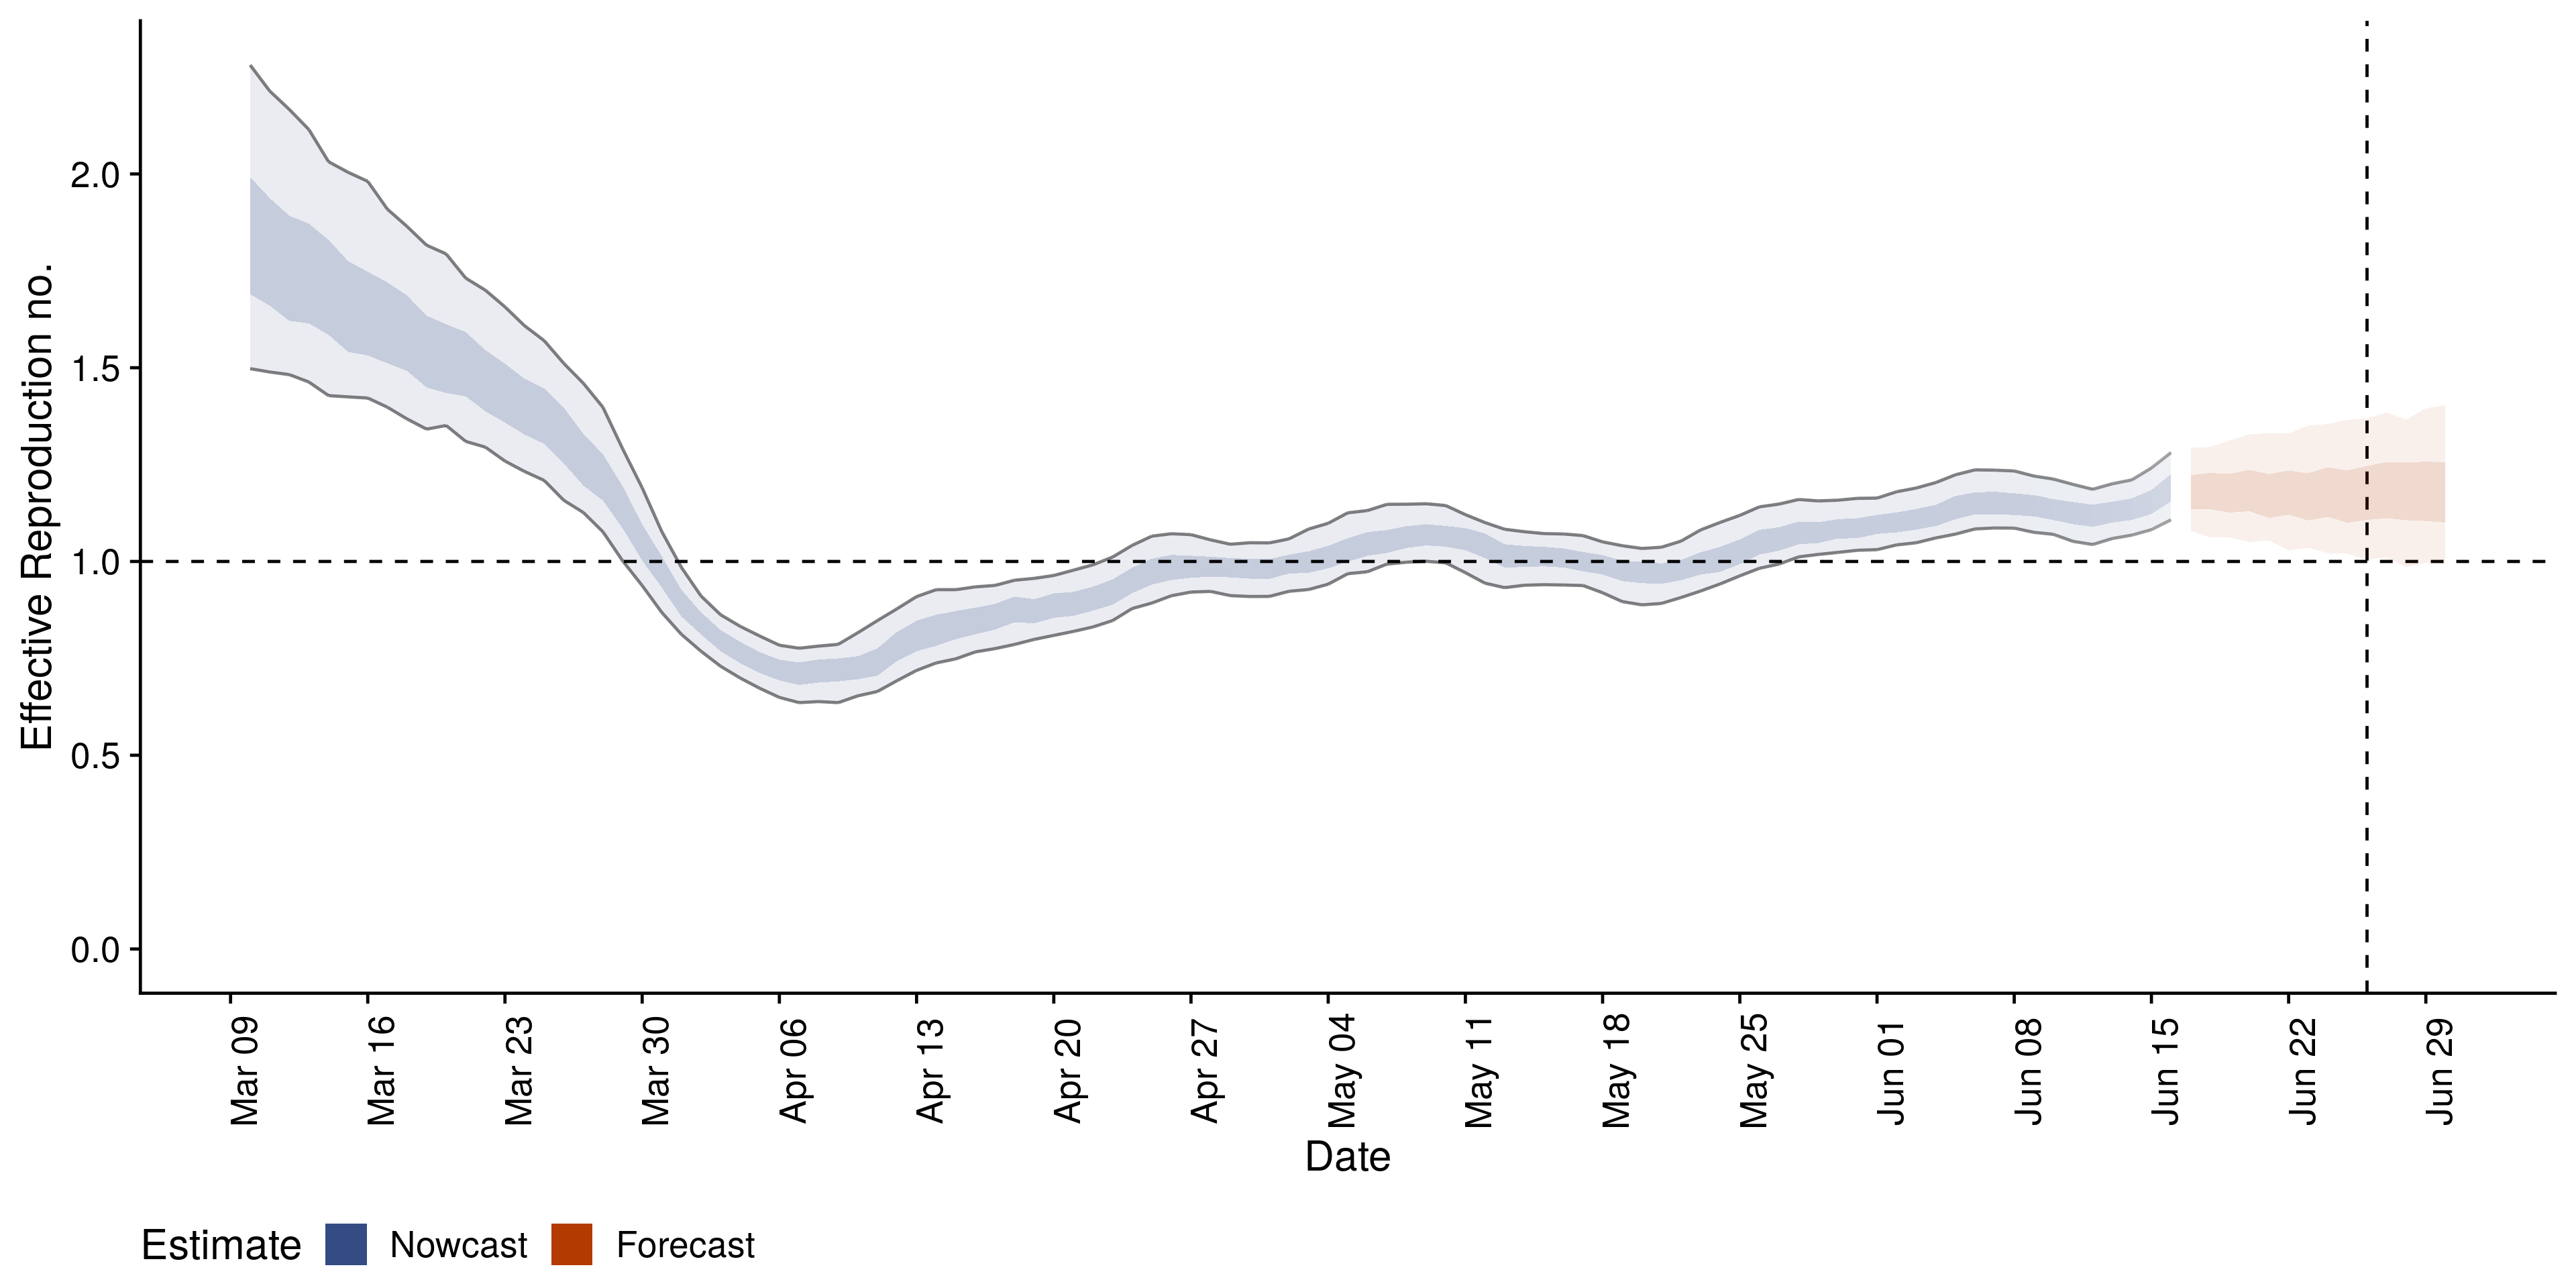 Effective Reproduction no.
2.0
1.5
1.0
0.5
0.0
Mar 09
Mar 16
Mar 23
Mar 30
Apr 06
Apr 13
Apr 20
Apr 27
May 04
May 11
May 18
May 25
Jun 01
Jun 08
Jun 15
Jun 22
Jun 29
Date
Estimate Nowcast Forecast